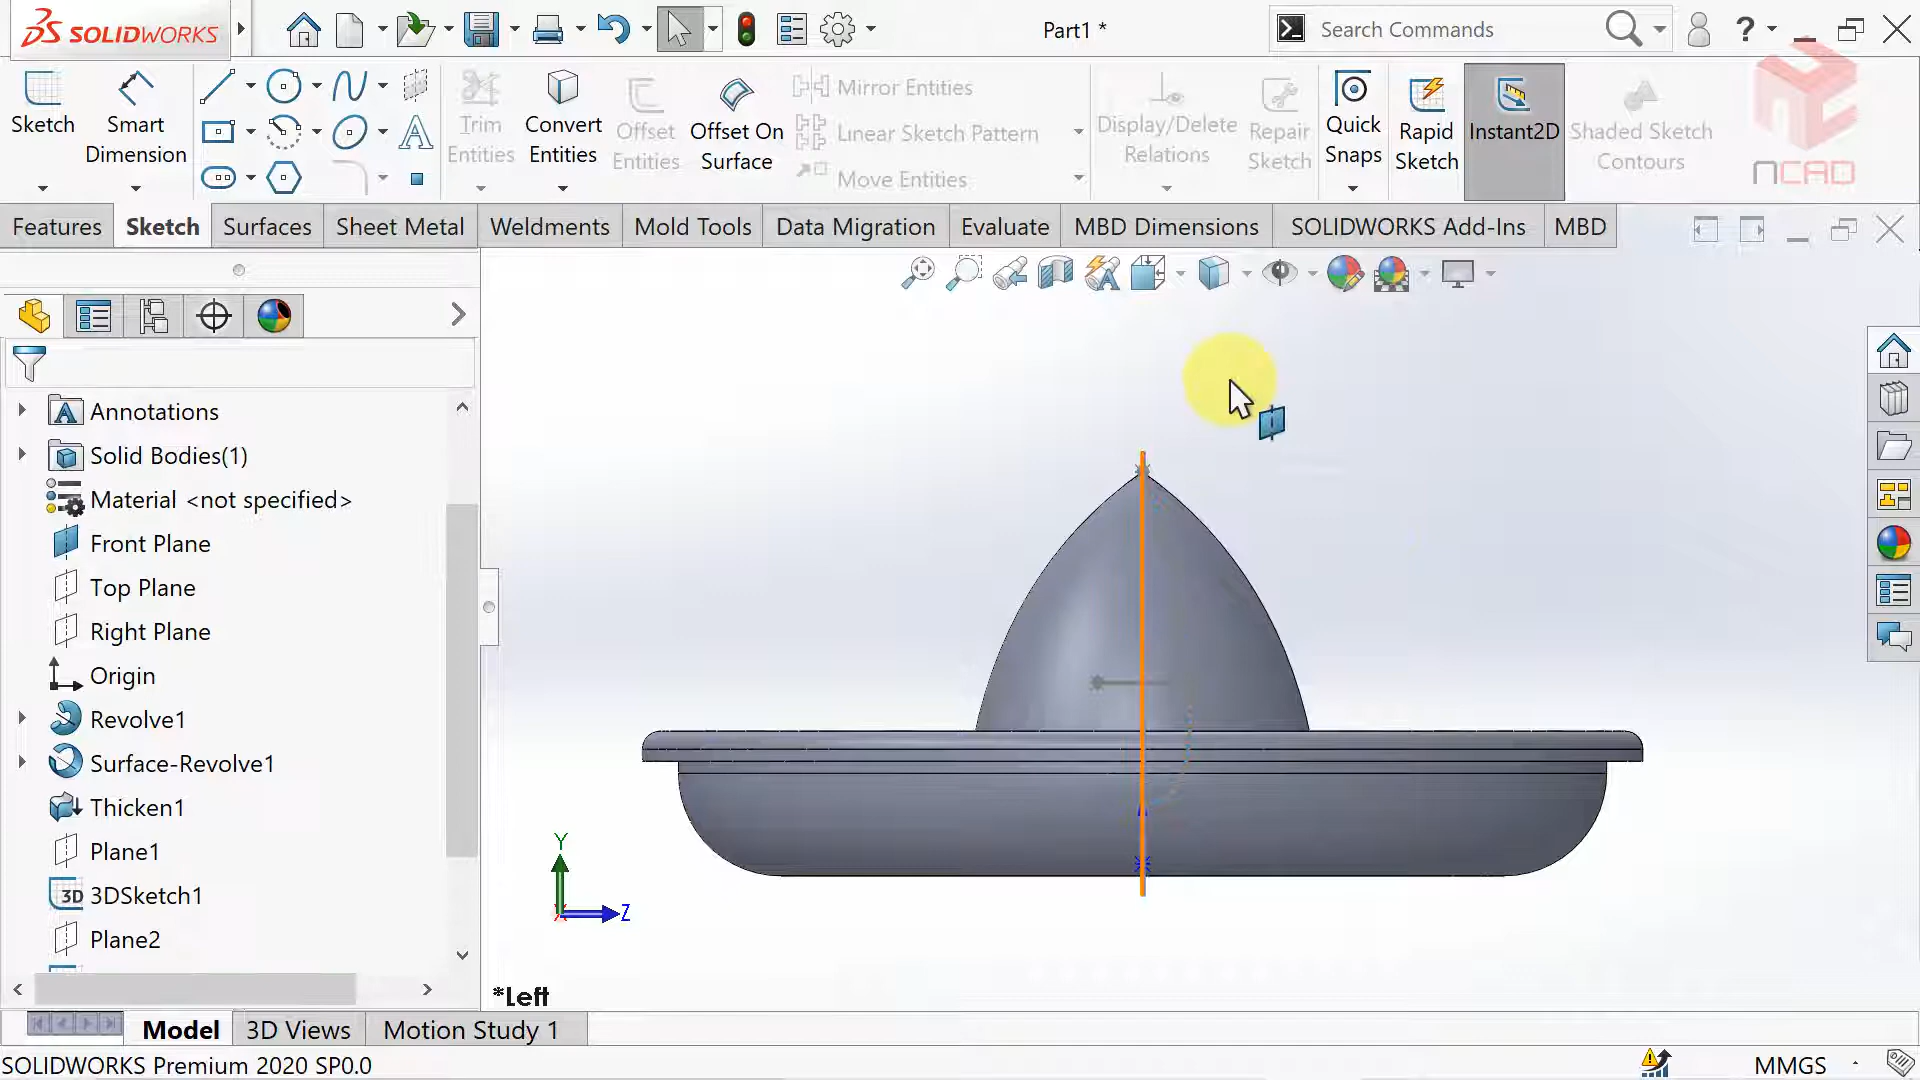 SOLIDWORKS
Part1 *
Search Commands
?
Sketch
Smart
Dimension
Trim
Entities
Convert
Entities
Offset
Entities
Offset On
Surface
Mirror Entities
Linear Sketch Pattern
Move Entities
Display/Delete
Relations
Repair
Sketch
Quick
Snaps
Rapid
Sketch
Instant2D
Shaded Sketch
Contours
NCAD
Features
Sketch
Surfaces
Sheet Metal
Weldments
Mold Tools
Data Migration
Evaluate
MBD Dimensions
SOLIDWORKS Add-Ins
MBD
Annotations
Solid Bodies(1)
Material <not specified>
Front Plane
Top Plane
Right Plane
Origin
Revolve1
Surface-Revolve1
Thicken1
Plane1
3D 3DSketch1
Plane2
Y
Z
X
*Left
Model
3D Views
Motion Study 1
SOLIDWORKS Premium 2020 SP0.0
MMGS